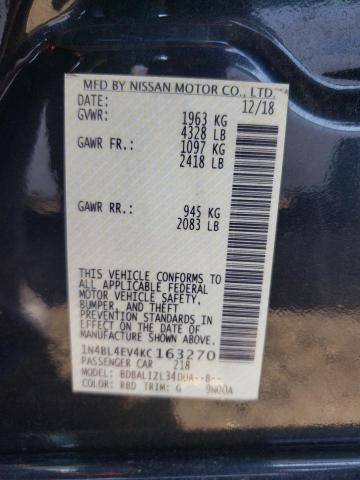 MFD BY NISSAN MOTOR CO., LTD.
DATE: 12/18
GVWR: 1963 KG
4328 LB
GAWR FR: 1097 KG
2418 LB
GAWR RR: 945 KG
2083 LB
THIS VEHICLE CONFORMS TO
ALL APPLICABLE FEDERAL
MOTOR VEHICLE SAFETY,
BUMPER, AND THEFT
PREVENTION STANDARDS IN
EFFECT ON THE DATE OF
MANUFACTURE SHOWN ABOVE.
1N4BL4EV4KC163270
PASSENGER CAR 218
MODEL: BDBALIZL34DUA--8--
COLOR: RBD TRIM: G